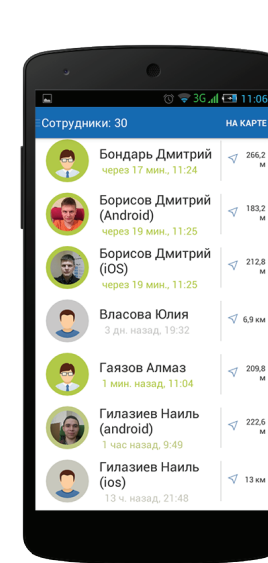 3G 11:06
Сотрудники: 30 НА КАРТЕ
Бондарь Дмитрий
через 17 мин., 11:24
266,2
м
Борисов Дмитрий
(Android)
через 19 мин., 11:25
183,2
м
Борисов Дмитрий
(iOS)
через 19 мин., 11:25
212,8
м
Власова Юлия
3 дн. назад, 19:32
6,9 км
Гаязов Алмаз
1 мин. назад, 11:04
209,8
м
Гилазиев Наиль
(android)
1 час назад, 9:49
222,6
м
Гилазиев Наиль
(ios)
13 ч. назад, 21:48
13 км